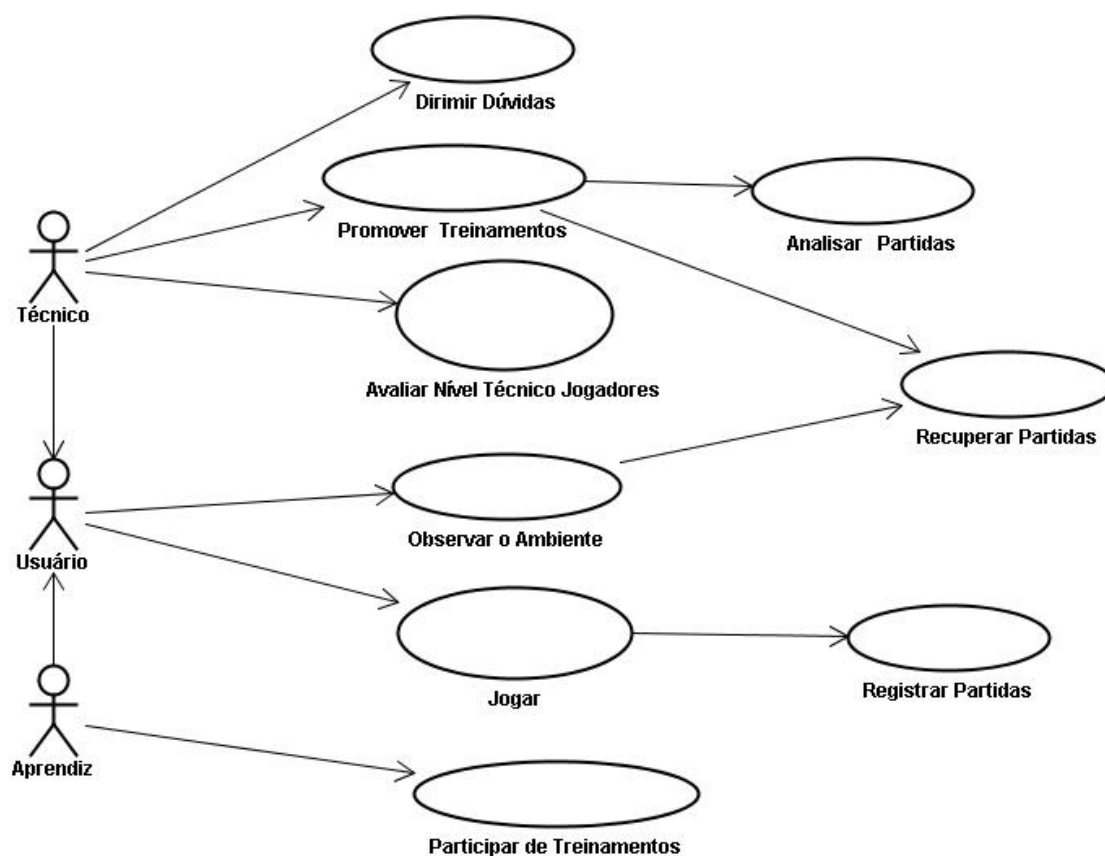 Dirimir Dúvidas
Promover Treinamentos
Analisar Partidas
Técnico
Avaliar Nível Técnico Jogadores
Recuperar Partidas
Observar o Ambiente
Usuário
Jogar
Registrar Partidas
Aprendiz
Participar de Treinamentos